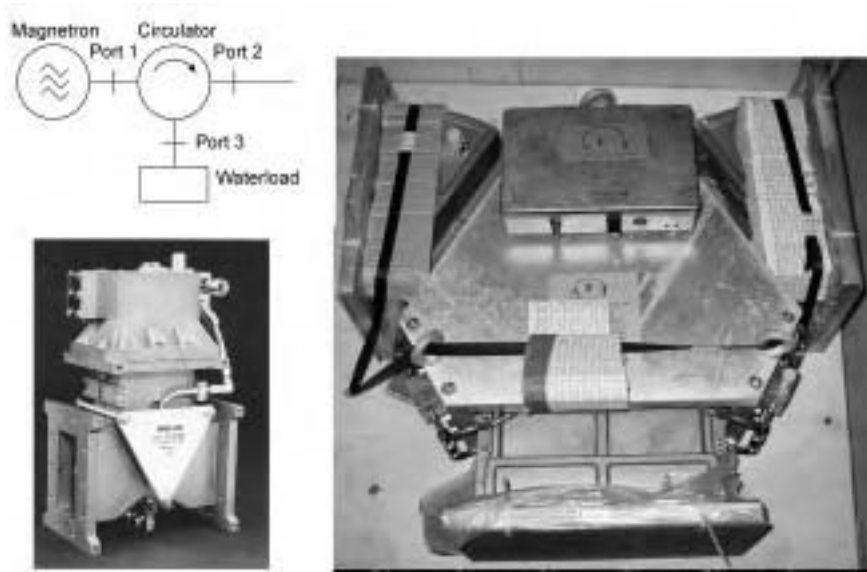 Magnetron
Circulator
Port 1
Port 2
Port 3
Waterload